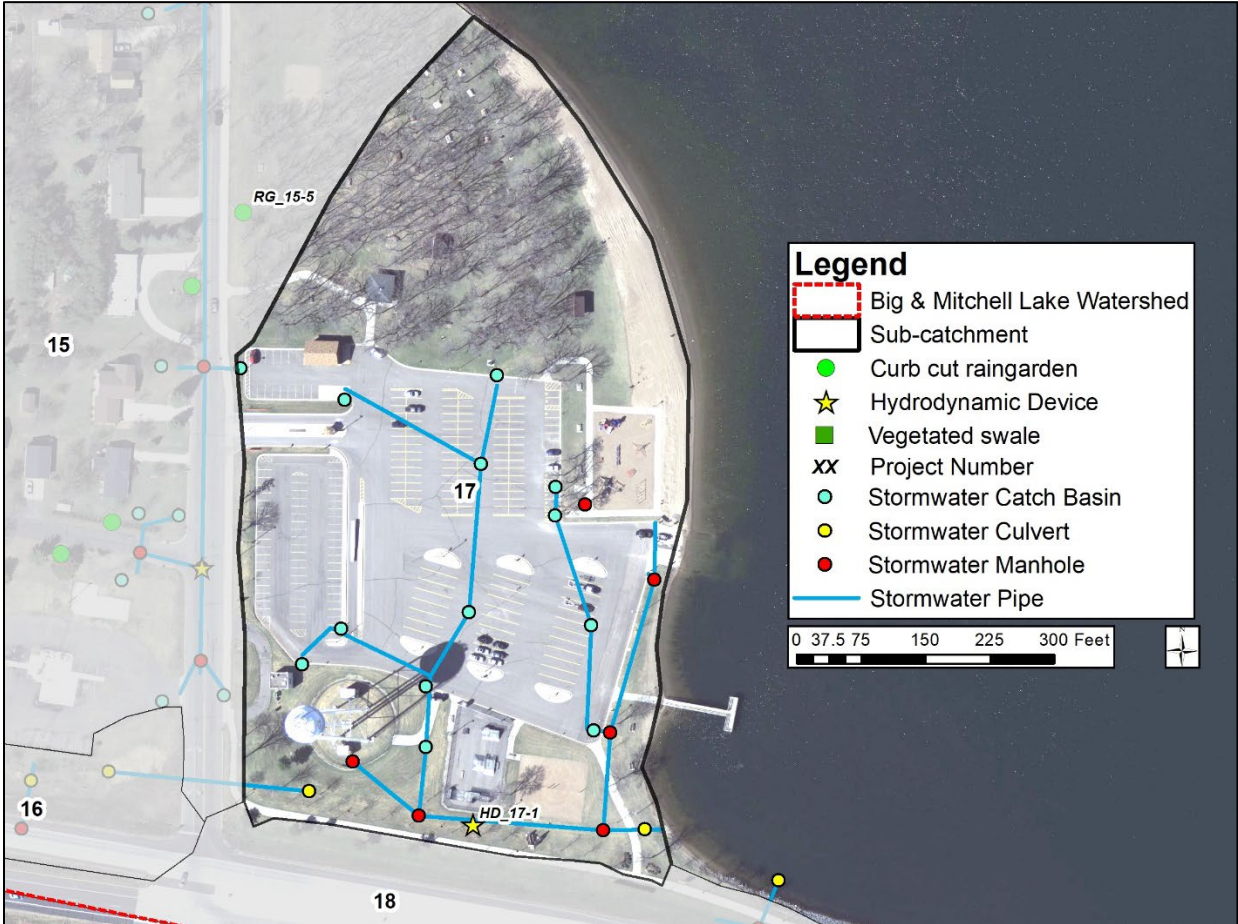 RG_15-5
15
17
HD_17-1
16
18
Legend
Big & Mitchell Lake Watershed
Sub-catchment
Curb cut raingarden
Hydrodynamic Device
Vegetated swale
XX Project Number
Stormwater Catch Basin
Stormwater Culvert
Stormwater Manhole
Stormwater Pipe
0 37.5 75 150 225 300 Feet
N